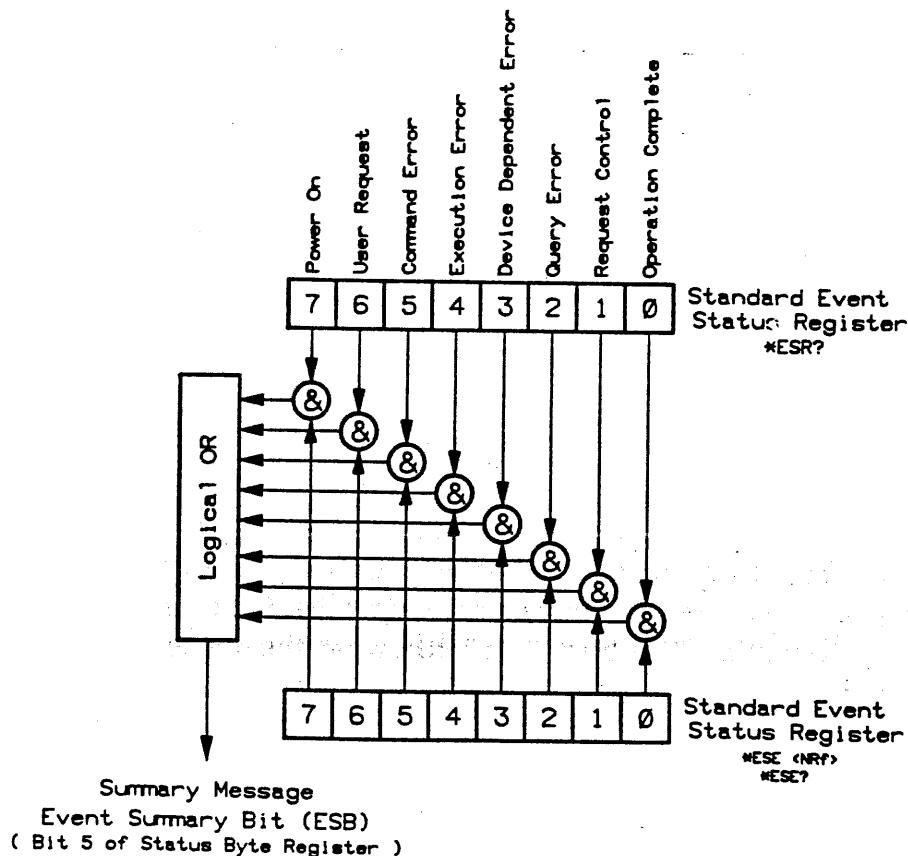 Power On
User Request
Command Error
Execution Error
Device Dependent Error
Query Error
Request Control
Operation Complete
7 6 5 4 3 2 1 0
Standard Event
Status Register
*ESR?
& & & & & & & &
Logical OR
7 6 5 4 3 2 1 0
Standard Event
Status Register
*ESE <NRf>
*ESE?
Summary Message
Event Summary Bit (ESB)
( Bit 5 of Status Byte Register )